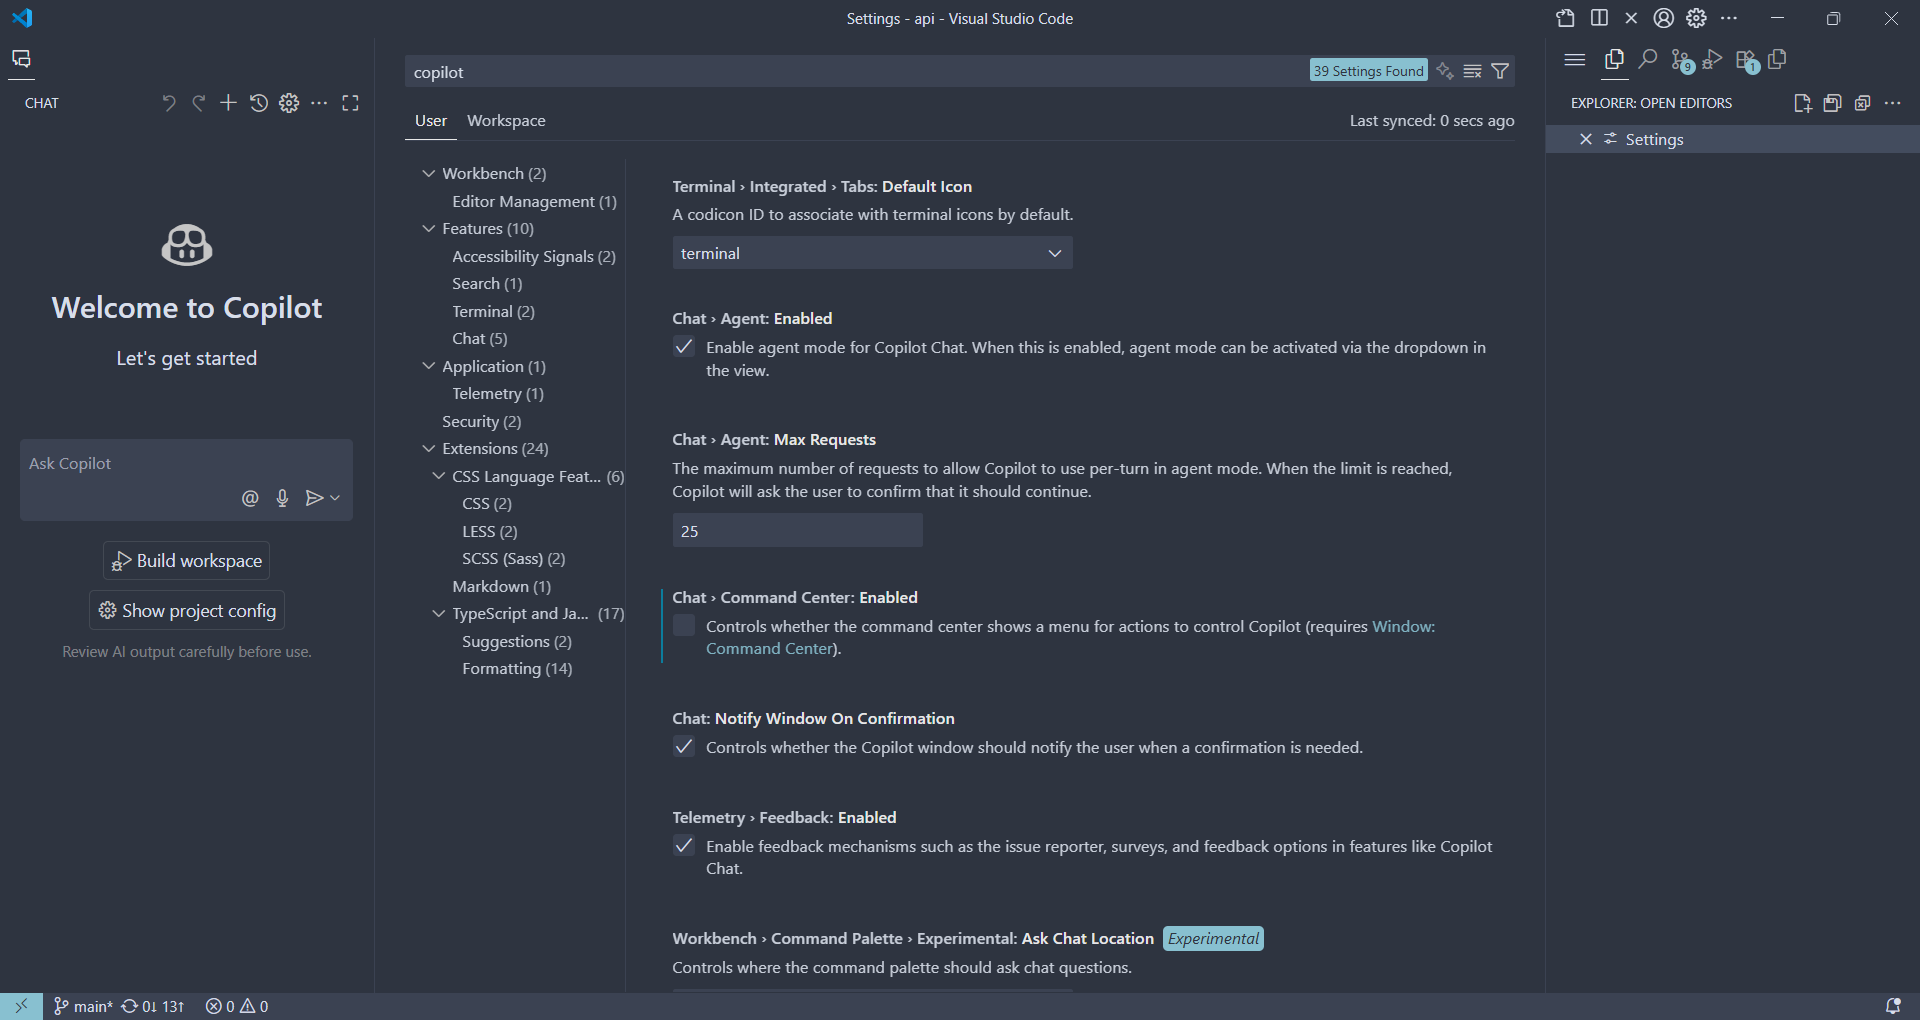 Settings - api - Visual Studio Code
CHAT
Welcome to Copilot
Let's get started
Ask Copilot
Build workspace
Show project config
Review AI output carefully before use.
copilot
39 Settings Found
User
Workspace
Last synced: 0 secs ago
Workbench (2)
Editor Management (1)
Features (10)
Accessibility Signals (2)
Search (1)
Terminal (2)
Chat (5)
Application (1)
Telemetry (1)
Security (2)
Extensions (24)
CSS Language Feat... (6)
CSS (2)
LESS (2)
SCSS (Sass) (2)
Markdown (1)
TypeScript and Ja... (17)
Suggestions (2)
Formatting (14)
Terminal › Integrated › Tabs: Default Icon
A codicon ID to associate with terminal icons by default.
terminal
Chat › Agent: Enabled
Enable agent mode for Copilot Chat. When this is enabled, agent mode can be activated via the dropdown in
the view.
Chat › Agent: Max Requests
The maximum number of requests to allow Copilot to use per-turn in agent mode. When the limit is reached,
Copilot will ask the user to confirm that it should continue.
25
Chat › Command Center: Enabled
Controls whether the command center shows a menu for actions to control Copilot (requires Window:
Command Center).
Chat: Notify Window On Confirmation
Controls whether the Copilot window should notify the user when a confirmation is needed.
Telemetry › Feedback: Enabled
Enable feedback mechanisms such as the issue reporter, surveys, and feedback options in features like Copilot
Chat.
Workbench › Command Palette › Experimental: Ask Chat Location Experimental
Controls where the command palette should ask chat questions.
9
1
EXPLORER: OPEN EDITORS
Settings
main* 0↓ 13↑ 0 0